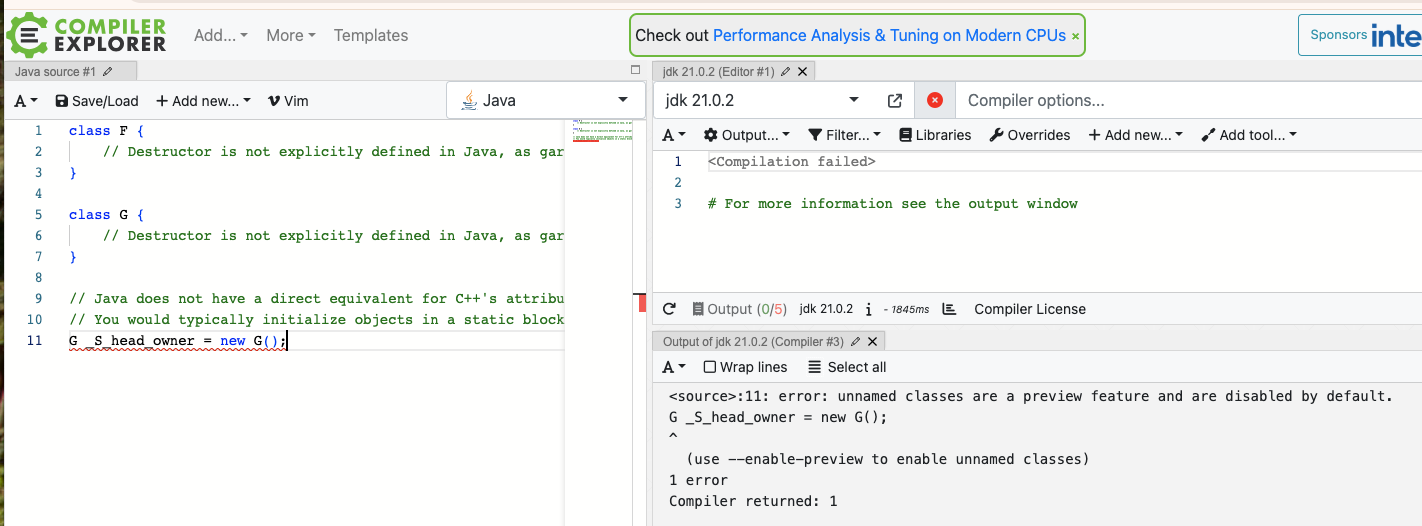 COMPILER
EXPLORER
Add...
More
Templates
Check out Performance Analysis & Tuning on Modern CPUs ×
Sponsors inte
Java source #1
A
Save/Load
+ Add new...
Vim
Java
1 class F {
2 // Destructor is not explicitly defined in Java, as gar
3 }
4
5 class G {
6 // Destructor is not explicitly defined in Java, as gar
7 }
8
9 // Java does not have a direct equivalent for C++'s attribu
10 // You would typically initialize objects in a static block
11 G _S_head_owner = new G();
jdk 21.0.2 (Editor #1)
jdk 21.0.2
Compiler options...
A
Output...
Filter...
Libraries
Overrides
+ Add new...
Add tool...
1 <Compilation failed>
2
3 # For more information see the output window
Output (0/5) jdk 21.0.2 i - 1845ms Compiler License
Output of jdk 21.0.2 (Compiler #3)
A
Wrap lines
Select all
<source>:11: error: unnamed classes are a preview feature and are disabled by default.
G _S_head_owner = new G();
^
(use --enable-preview to enable unnamed classes)
1 error
Compiler returned: 1